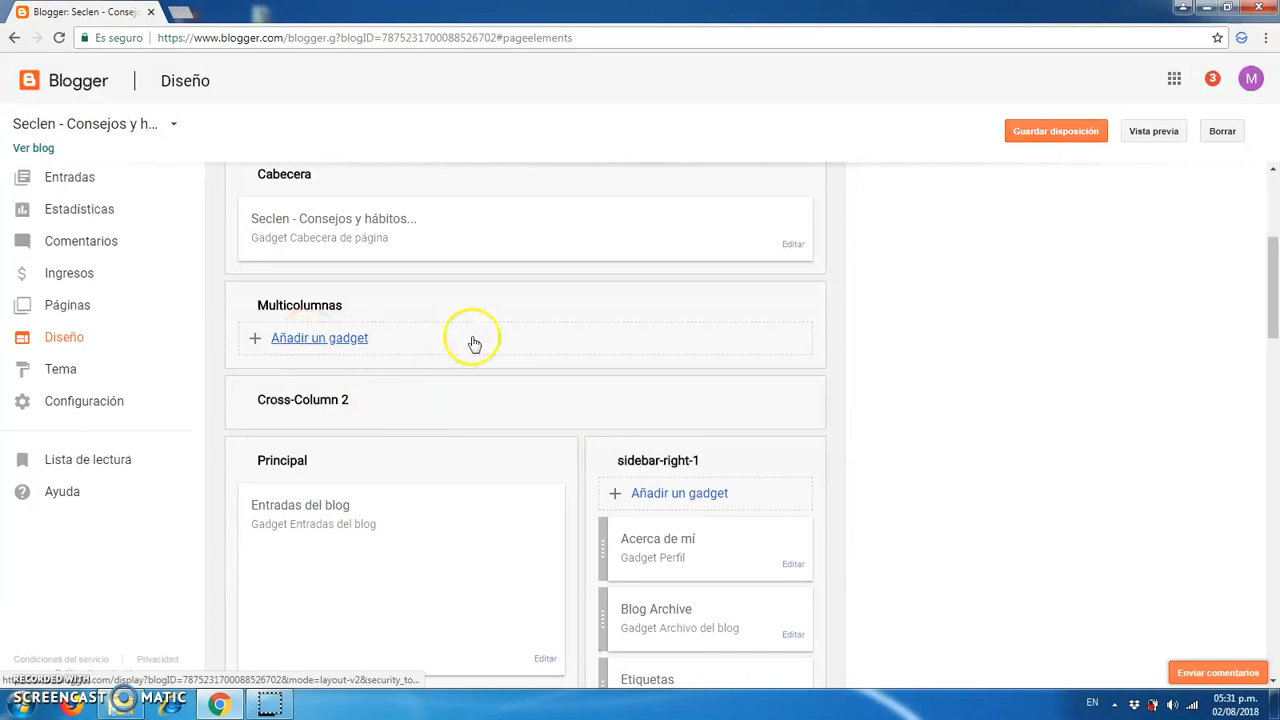 Blogger: Seclen - Consej
Es seguro
https://www.blogger.com/blogger.g?blogID=7875231700088526702#pageelements
Blogger
Diseño
3
M
Seclen - Consejos y h...
Ver blog
Guardar disposición
Vista previa
Borrar
Entradas
Estadísticas
Comentarios
Ingresos
Páginas
Diseño
Tema
Configuración
Lista de lectura
Ayuda
Cabecera
Seclen - Consejos y hábitos...
Gadget Cabecera de página
Editar
Multicolumnas
Añadir un gadget
Cross-Column 2
Principal
Entradas del blog
Gadget Entradas del blog
Editar
sidebar-right-1
Añadir un gadget
Acerca de mí
Gadget Perfil
Editar
Blog Archive
Gadget Archivo del blog
Editar
Etiquetas
Condiciones del servicio
Privacidad
https://www.blogger.com/display?blogID=7875231700088526702&mode=layout-v2&security_to...
Enviar comentarios
RECORDED WITH
SCREENCAST MATIC
EN
05:31 p.m.
02/08/2018